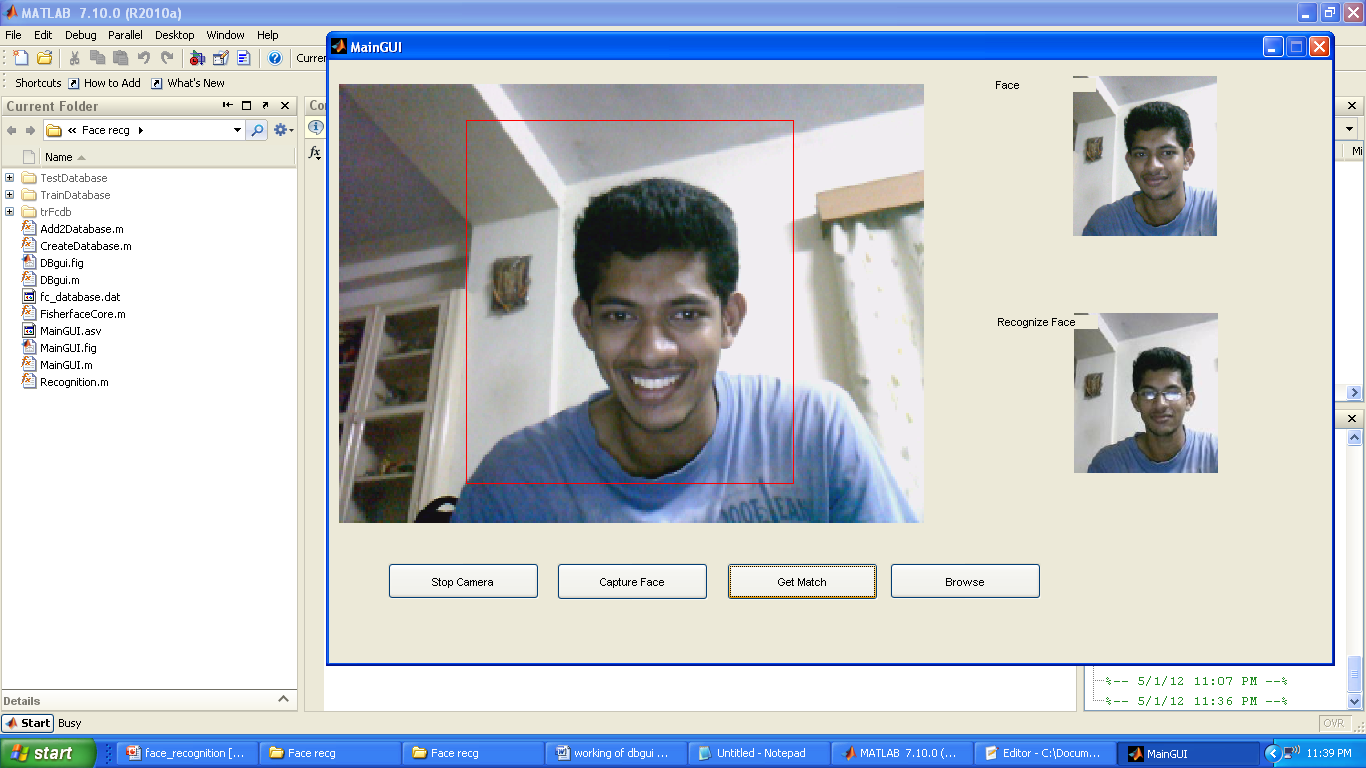 MATLAB 7.10.0 (R2010a)
File Edit Debug Parallel Desktop Window Help
Curre
Shortcuts How to Add What's New
Current Folder
Co
« Face recg
Name
Mi
TestDatabase
TrainDatabase
trFcdb
Add2Database.m
CreateDatabase.m
DBgui.fig
DBgui.m
fc_database.dat
FisherfaceCore.m
MainGUI.asv
MainGUI.fig
MainGUI.m
Recognition.m
fx
MainGUI
Face
Recognize Face
Stop Camera Capture Face Get Match Browse
Details
%-- 5/1/12 11:07 PM --%
%-- 5/1/12 11:36 PM --%
Start Busy
OVR
start face_recognition [... Face recg Face recg working of dbgui ... Untitled - Notepad MATLAB 7.10.0 (... Editor - C:\Docum... MainGUI 11:39 PM